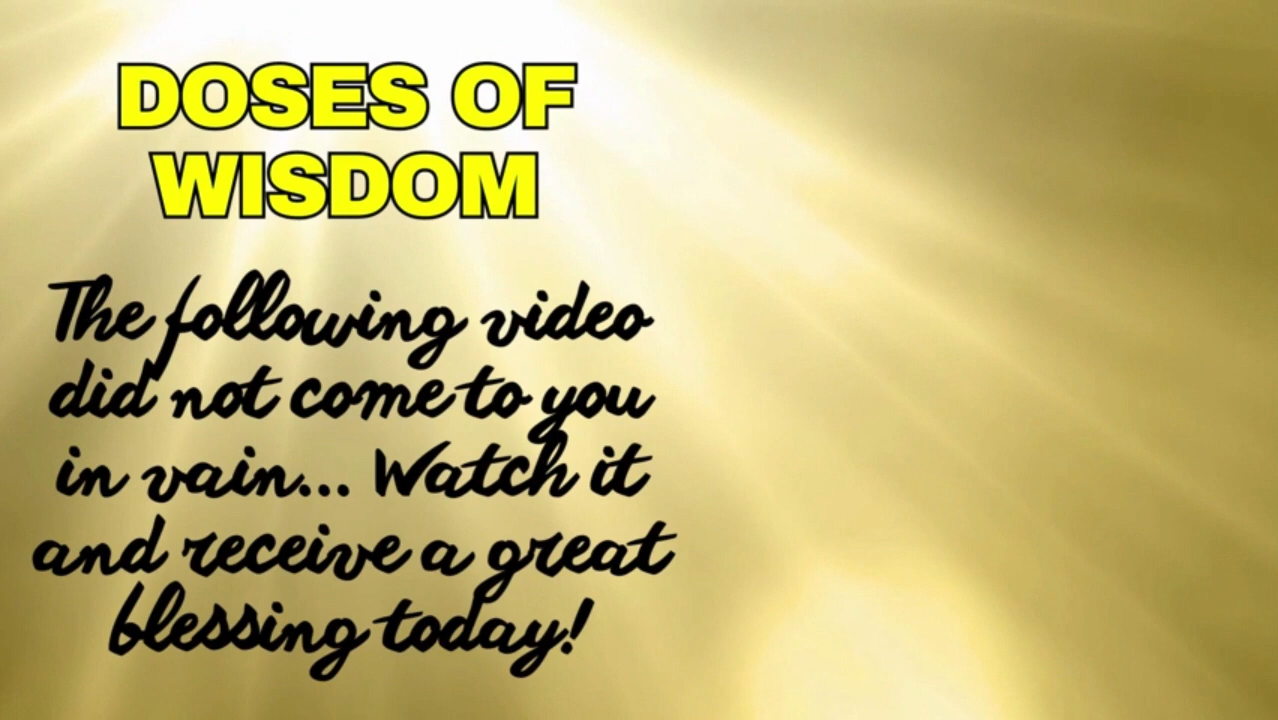 DOSES OF
WISDOM
The following video
did not come to you
in vain... Watch it
and receive a great
blessing today!